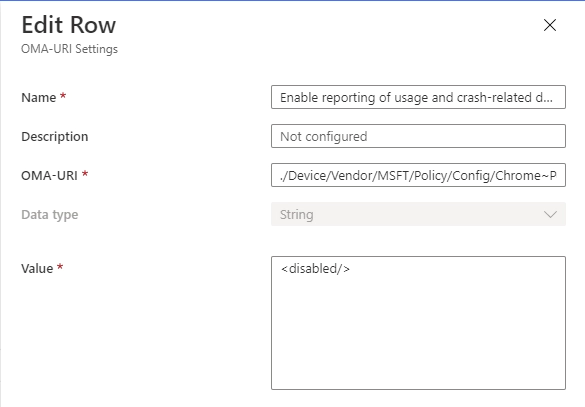 Edit Row
OMA-URI Settings
Name *
Enable reporting of usage and crash-related d...
Description
Not configured
OMA-URI *
./Device/Vendor/MSFT/Policy/Config/Chrome~P
Data type
String
Value *
<disabled/>